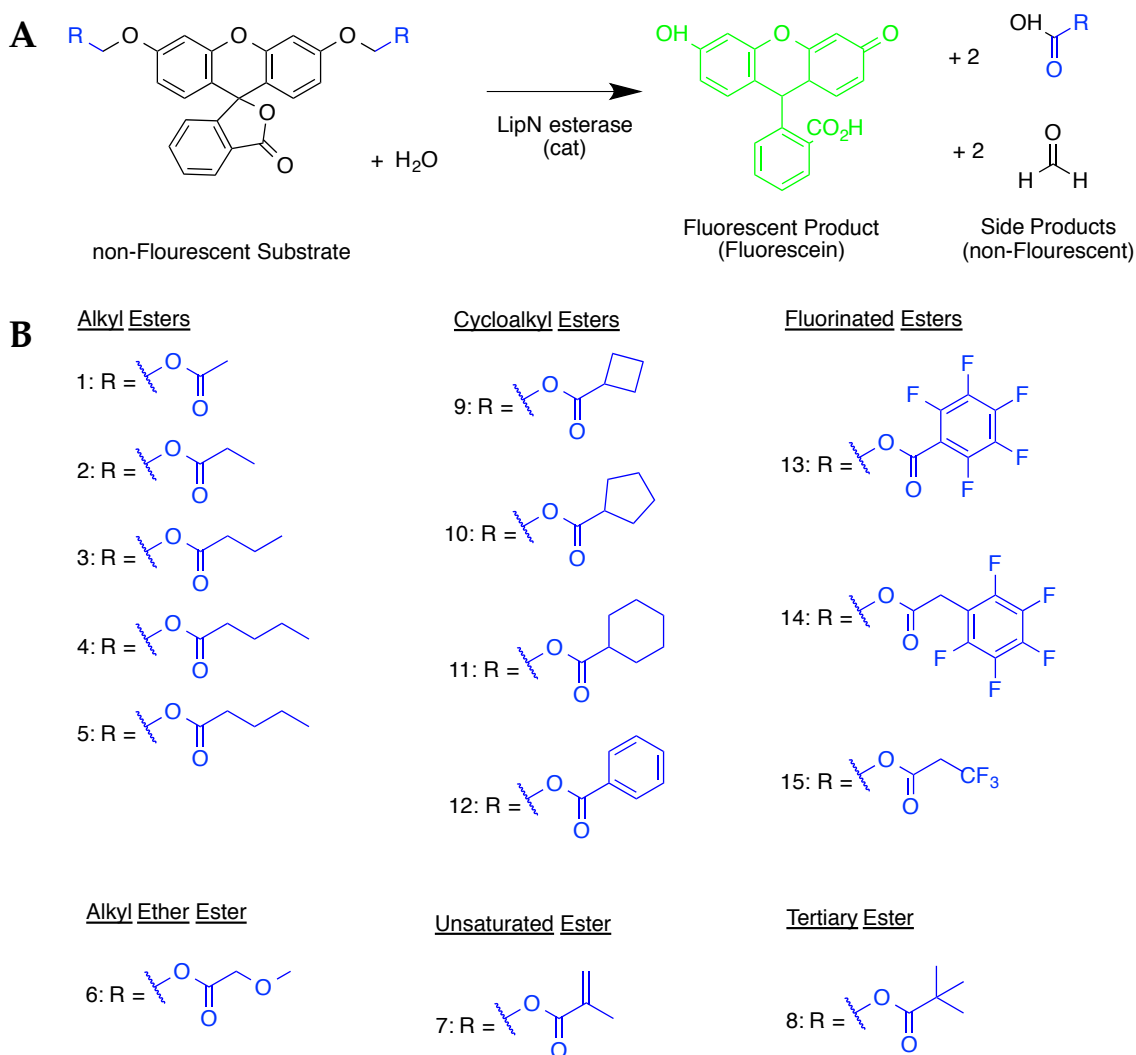 A
R
O
O
O
R
O
O
+ H₂O
non-Flourescent Substrate
LipN esterase
(cat)
OH
O
O
CO₂H
Fluorescent Product
(Fluorescein)
+ 2
OH
R
O
+ 2
O
H
H
Side Products
(non-Flourescent)
B
Alkyl Esters
1: R =
O
O
2: R =
O
O
3: R =
O
O
4: R =
O
O
5: R =
O
O
Cycloalkyl Esters
9: R =
O
O
10: R =
O
O
11: R =
O
O
12: R =
O
O
Fluorinated Esters
13: R =
O
O
F
F
F
F
F
14: R =
O
O
F
F
F
F
F
15: R =
O
O
CF₃
Alkyl Ether Ester
6: R =
O
O
O
Unsaturated Ester
7: R =
O
O
Tertiary Ester
8: R =
O
O